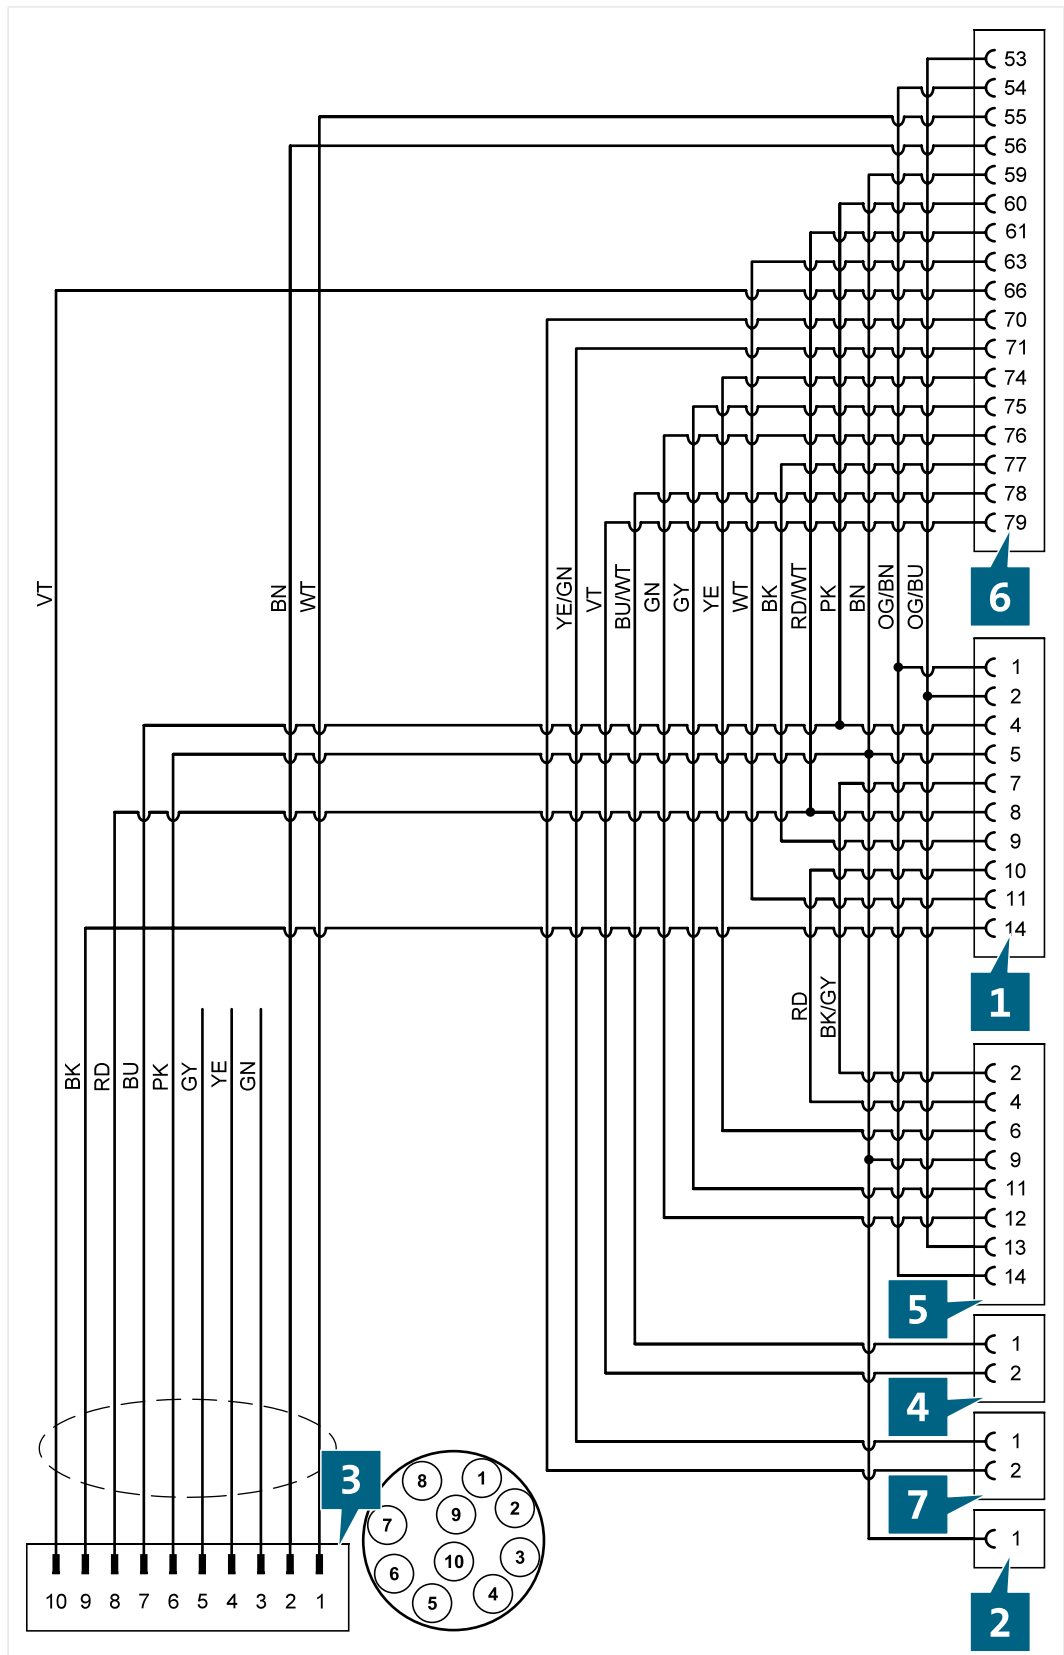 53
54
55
56
59
60
61
63
66
70
71
74
75
76
77
78
79
6
VT
BN
WT
YE/GN
VT
BU/WT
GN
GY
YE
WT
BK
RD/WT
PK
BN
OG/BN
OG/BU
1
2
4
5
7
8
9
10
11
14
1
RD
BK/GY
BK
RD
BU
PK
GY
YE
GN
2
4
6
9
11
12
13
14
5
1
2
4
1
2
7
1
2
3
10 9 8 7 6 5 4 3 2 1
8 1
9 2
7
10 3
6
5 4